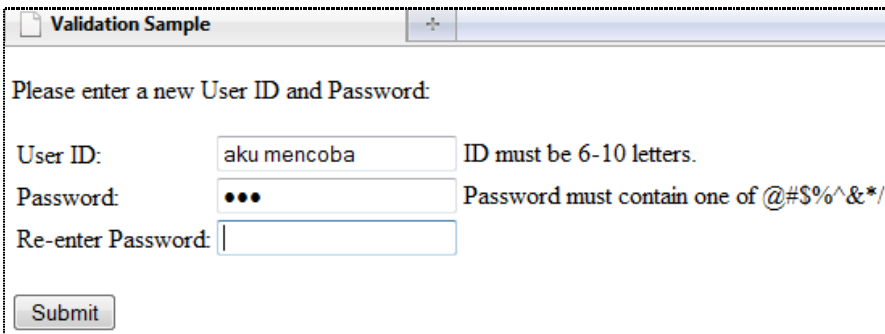 Validation Sample
Please enter a new User ID and Password:
User ID: aku mencoba ID must be 6-10 letters.
Password: ●●● Password must contain one of @#$%^&*/
Re-enter Password:
Submit